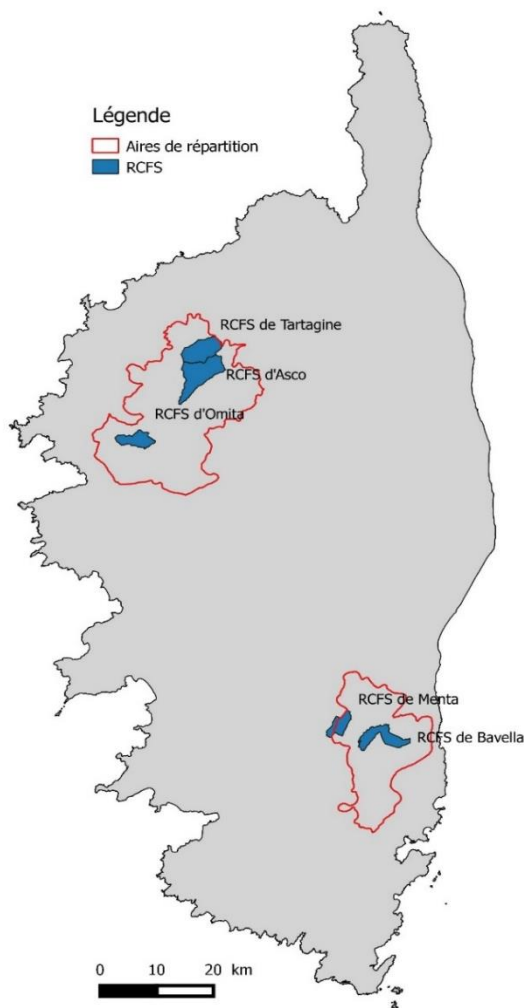 Légende
Aires de répartition
RCFS
RCFS de Tartagine
RCFS d'Asco
RCFS d'Omita
RCFS de Menta
RCFS de Bavella
0 10 20 km